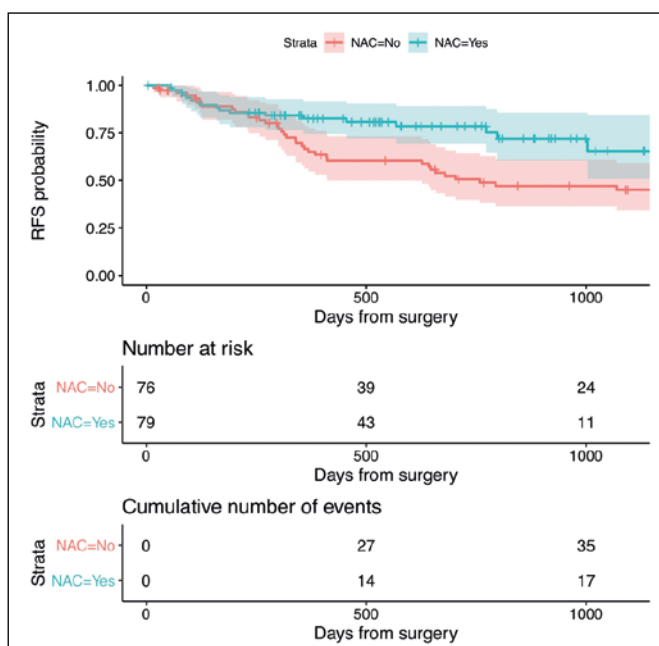 Strata NAC=No NAC=Yes
1.00
0.75
0.50
0.25
0.00
RFS probability
0 500 1000
Days from surgery
Number at risk
Strata
NAC=No 76 39 24
NAC=Yes 79 43 11
0 500 1000
Days from surgery
Cumulative number of events
Strata
NAC=No 0 27 35
NAC=Yes 0 14 17
0 500 1000
Days from surgery